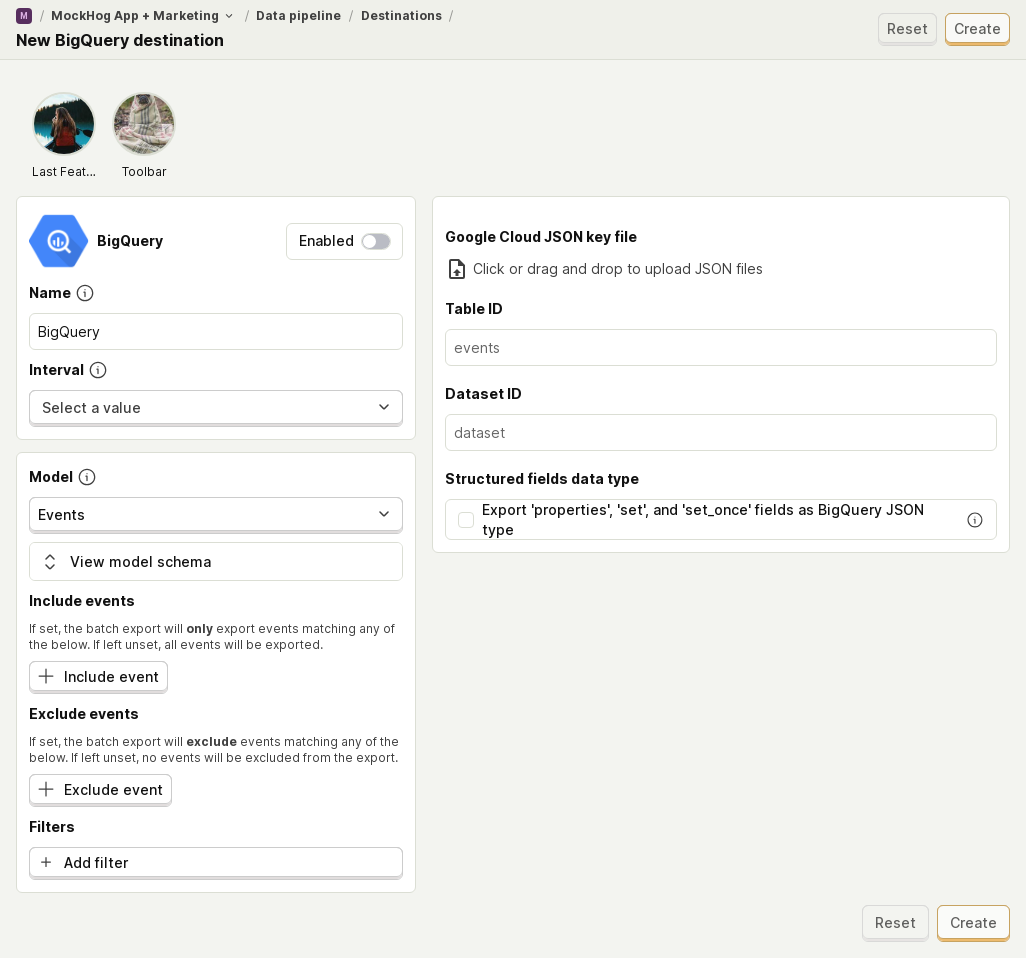 M / MockHog App + Marketing / Data pipeline / Destinations /
New BigQuery destination
Reset
Create
Last Feat...
Toolbar
BigQuery
Enabled
Name
BigQuery
Interval
Select a value
Model
Events
View model schema
Include events
If set, the batch export will only export events matching any of
the below. If left unset, all events will be exported.
Include event
Exclude events
If set, the batch export will exclude events matching any of the
below. If left unset, no events will be excluded from the export.
Exclude event
Filters
Add filter
Google Cloud JSON key file
Click or drag and drop to upload JSON files
Table ID
events
Dataset ID
dataset
Structured fields data type
Export 'properties', 'set', and 'set_once' fields as BigQuery JSON
type
Reset
Create